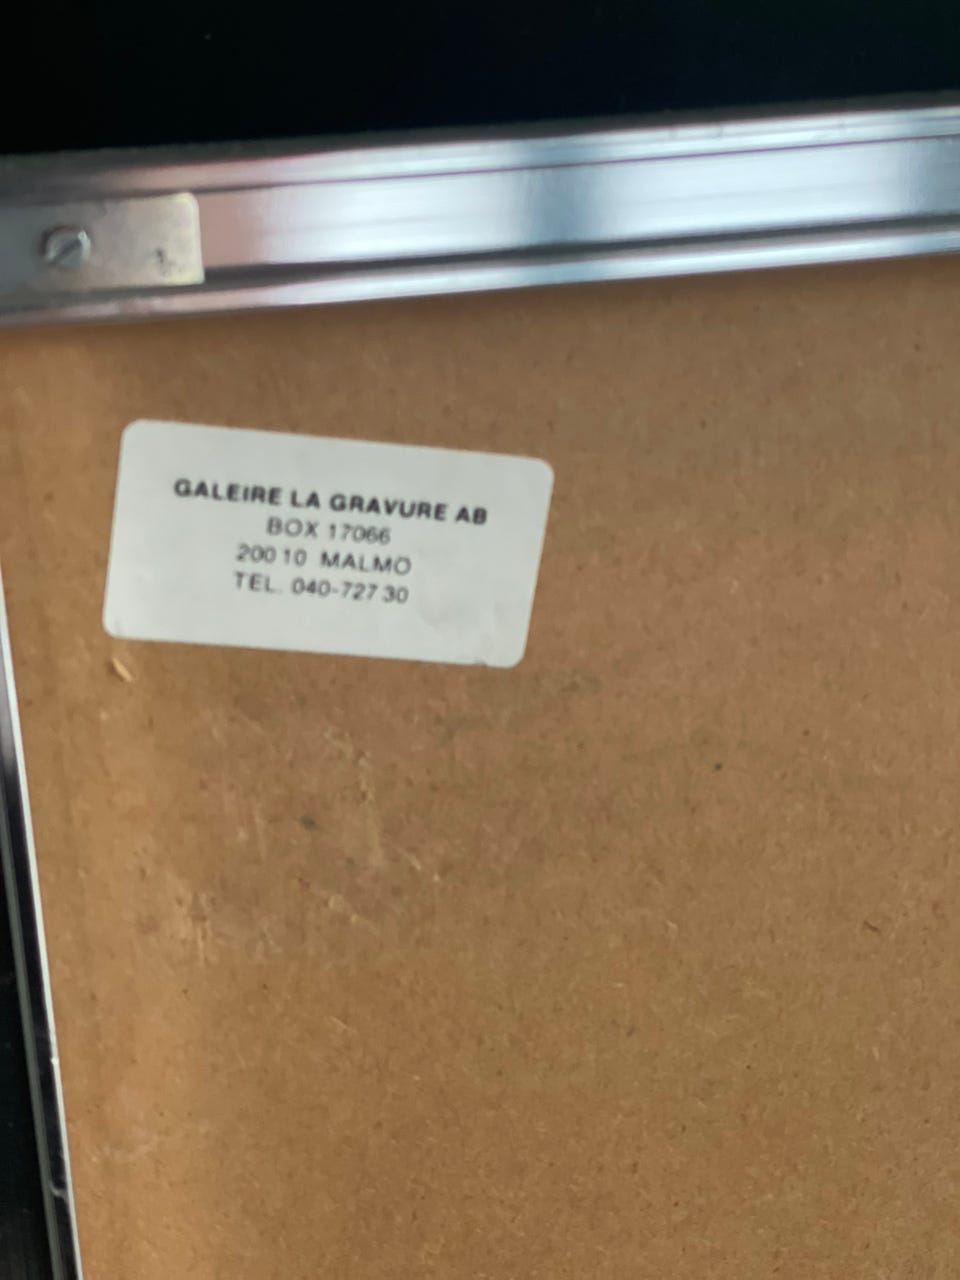 GALEIRE LA GRAVURE AB
BOX 17066
200 10 MALMO
TEL. 040-727 30